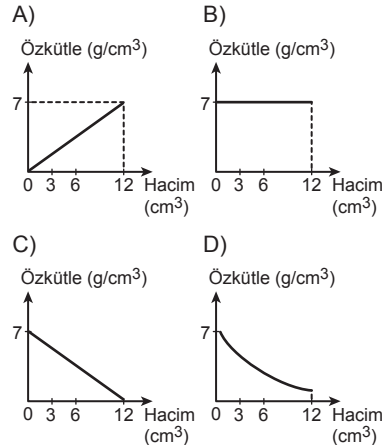 A)
Özkütle (g/cm³)
7
0 3 6 12 Hacim
(cm³)
B)
Özkütle (g/cm³)
7
0 3 6 12 Hacim
(cm³)
C)
Özkütle (g/cm³)
7
0 3 6 12 Hacim
(cm³)
D)
Özkütle (g/cm³)
7
0 3 6 12 Hacim
(cm³)